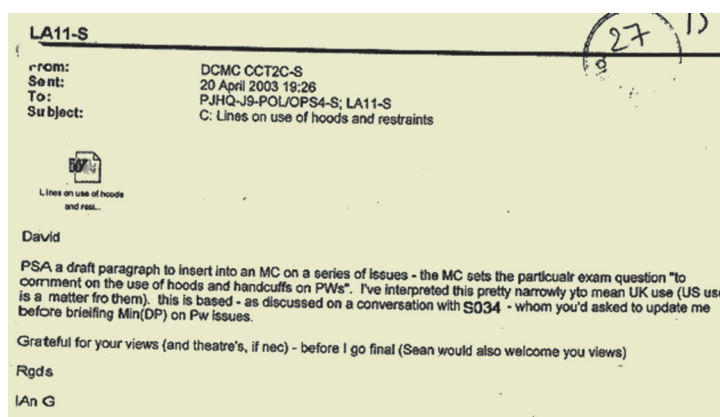 LA11-S
27
From:
DCMC CCT2C-S
Sent:
20 April 2003 19:26
To:
PJHQ-J9-POL/OPS4-S; LA11-S
Subject:
C: Lines on use of hoods and restraints
W
Lines on use of hoods
and rest...
David
PSA a draft paragraph to insert into an MC on a series of issues - the MC sets the particualr exam question "to
comment on the use of hoods and handcuffs on PWs". I've interpreted this pretty narrowly yto mean UK use (US use
is a matter fro them). this is based - as discussed on a conversation with S034 - whom you'd asked to update me
before brieifing Min(DP) on Pw issues.
Grateful for your views (and theatre's, if nec) - before I go final (Sean would also welcome you views)
Rgds
IAn G